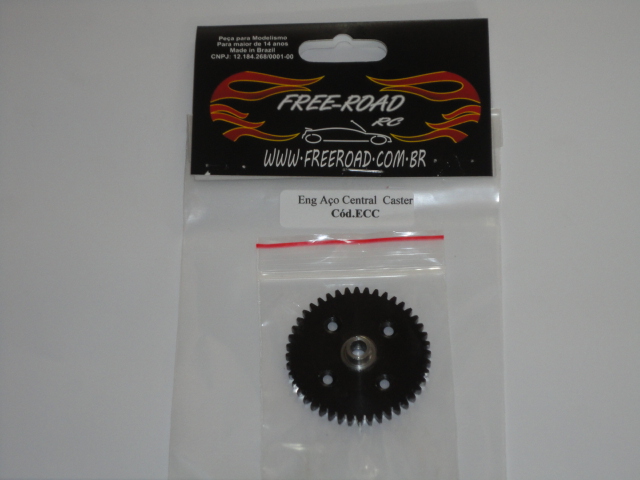 Peça para Modelismo
Para maior de 14 anos
Made in Brazil
CNPJ: 12.184.268/0001-00
FREE-ROAD
RC
WWW.FREEROAD.COM.BR
Eng Aço Central Caster
Cód.ECC